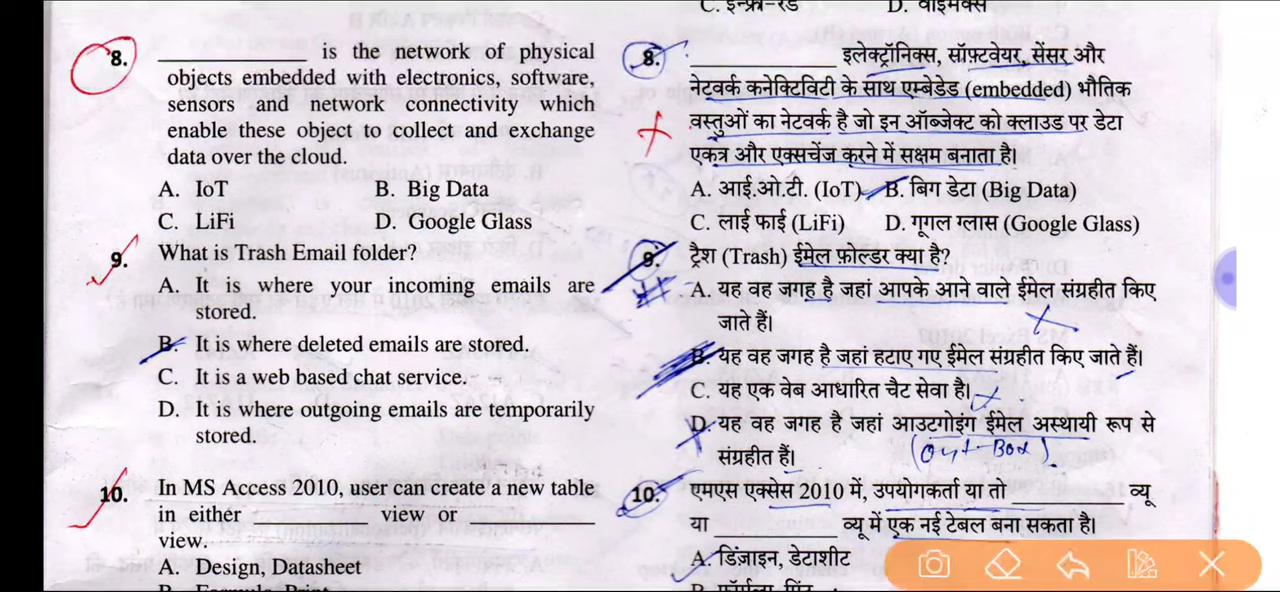 8. ____________ is the network of physical
objects embedded with electronics, software,
sensors and network connectivity which
enable these object to collect and exchange
data over the cloud.
A. IoT B. Big Data
C. LiFi D. Google Glass
9. What is Trash Email folder?
A. It is where your incoming emails are
stored.
B. It is where deleted emails are stored.
C. It is a web based chat service.
D. It is where outgoing emails are temporarily
stored.
10. In MS Access 2010, user can create a new table
in either ____________ view or ____________
view.
A. Design, Datasheet
B. Formula, Print
C. इन्फ्रा-रेड D. वाईमैक्स
8. ____________ इलेक्ट्रॉनिक्स, सॉफ़्टवेयर, सेंसर और
नेटवर्क कनेक्टिविटी के साथ एम्बेडेड (embedded) भौतिक
वस्तुओं का नेटवर्क है जो इन ऑब्जेक्ट को क्लाउड पर डेटा
एकत्र और एक्सचेंज करने में सक्षम बनाता है।
A. आई.ओ.टी. (IoT) B. बिग डेटा (Big Data)
C. लाई फाई (LiFi) D. गूगल ग्लास (Google Glass)
9. ट्रैश (Trash) ईमेल फ़ोल्डर क्या है?
A. यह वह जगह है जहां आपके आने वाले ईमेल संग्रहीत किए
जाते हैं।
B. यह वह जगह है जहां हटाए गए ईमेल संग्रहीत किए जाते हैं।
C. यह एक वेब आधारित चैट सेवा है।
D. यह वह जगह है जहां आउटगोइंग ईमेल अस्थायी रूप से
संग्रहीत हैं।
(Out-Box)
10. एमएस एक्सेस 2010 में, उपयोगकर्ता या तो ____________ व्यू
या ____________ व्यू में एक नई टेबल बना सकता है।
A. डिज़ाइन, डेटाशीट